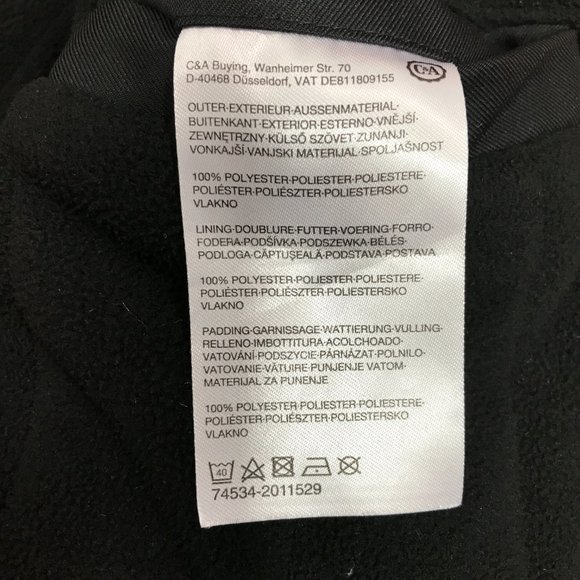 C&A Buying, Wanheimer Str. 70
D-40468 Düsseldorf, VAT DE811809155
C&A
OUTER·EXTERIEUR·AUSSENMATERIAL·
BUITENKANT·EXTERIOR·ESTERNO·VNĚJŠÍ·
ZEWNĘTRZNY·KÜLSŐ SZÖVET·ZUNANJI·
VONKAJŠÍ·VANJSKI MATERIJAL·SPOLJAŠNOST
100% POLYESTER·POLIESTER·POLIESTERE·
POLIÉSTER·POLIÉSZTER·POLIESTERSKO
VLAKNO
LINING·DOUBLURE·FUTTER·VOERING·FORRO·
FODERA·PODŠÍVKA·PODSZEWKA·BÉLÉS·
PODLOGA·CĂPTUŞEALĂ·PODSTAVA·POSTAVA
100% POLYESTER·POLIESTER·POLIESTERE·
POLIÉSTER·POLIÉSZTER·POLIESTERSKO
VLAKNO
PADDING·GARNISSAGE·WATTIERUNG·VULLING·
RELLENO·IMBOTTITURA·ACOLCHOADO·
VATOVÁNÍ·PODSZYCIE·PÁRNÁZAT·POLNILO·
VATOVANIE·VĂTUIRE·PUNJENJE VATOM·
MATERIJAL ZA PUNENJE
100% POLYESTER·POLIESTER·POLIESTERE·
POLIÉSTER·POLIÉSZTER·POLIESTERSKO
VLAKNO
40
74534-2011529